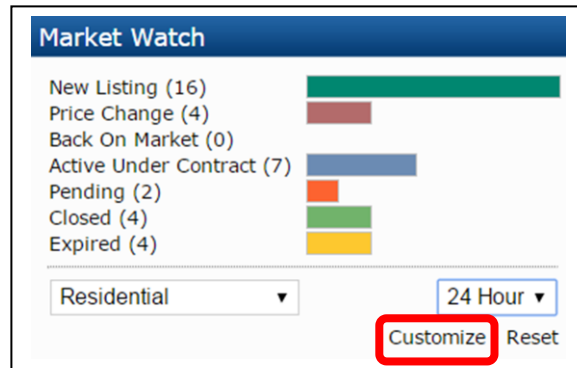 Market Watch
New Listing (16)
Price Change (4)
Back On Market (0)
Active Under Contract (7)
Pending (2)
Closed (4)
Expired (4)
Residential 24 Hour
Customize Reset